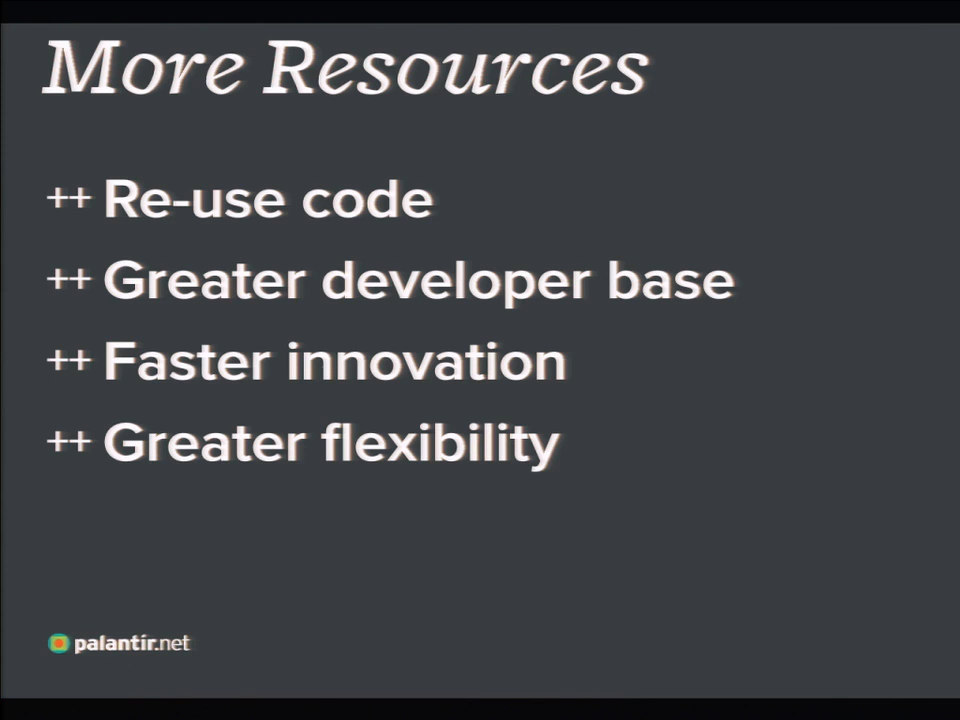 More Resources
++ Re-use code
++ Greater developer base
++ Faster innovation
++ Greater flexibility
palantir.net